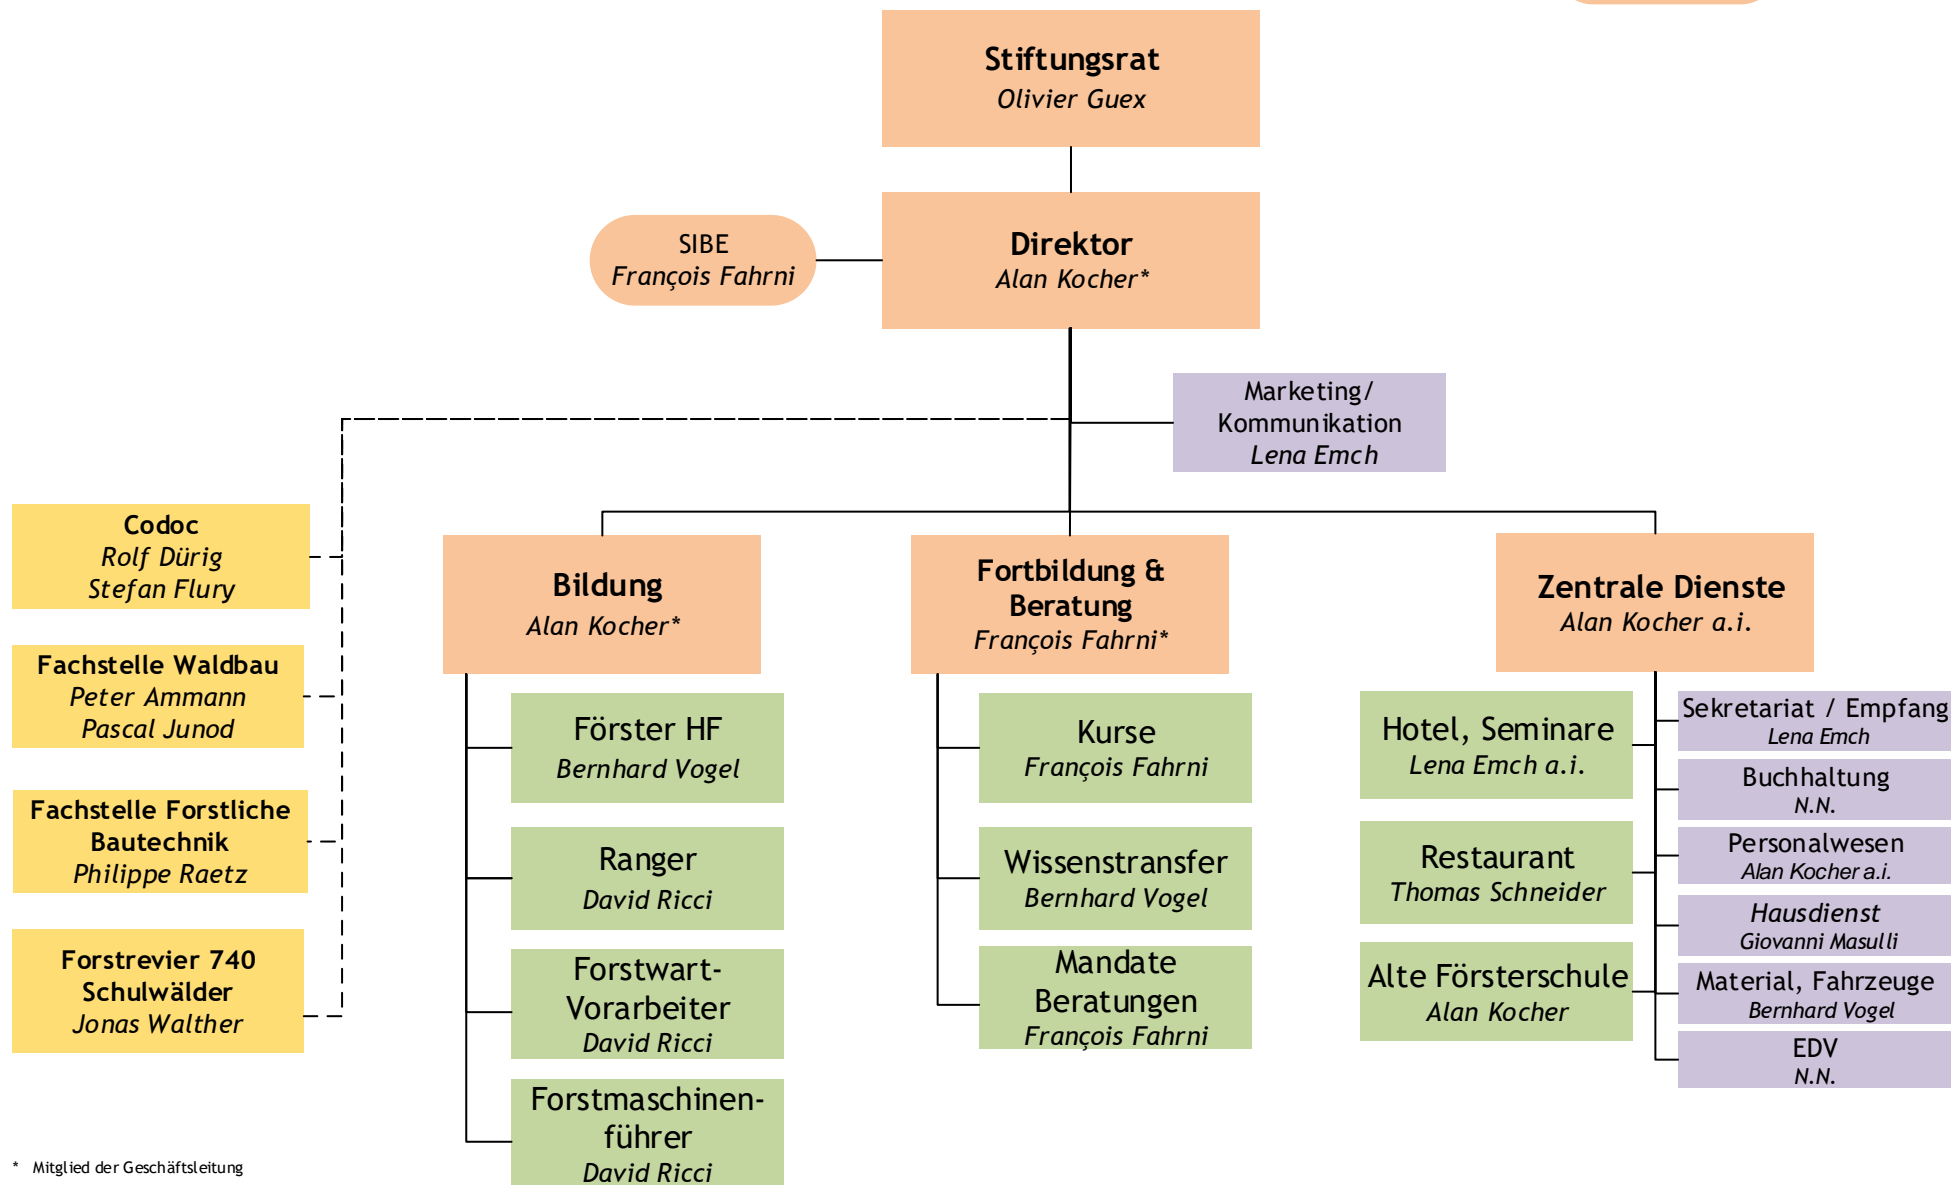 Stiftungsrat
Olivier Guex
SIBE
François Fahrni
Direktor
Alan Kocher*
Marketing/
Kommunikation
Lena Emch
Codoc
Rolf Dürig
Stefan Flury
Fachstelle Waldbau
Peter Ammann
Pascal Junod
Fachstelle Forstliche
Bautechnik
Philippe Raetz
Forstrevier 740
Schulwälder
Jonas Walther
Bildung
Alan Kocher*
Förster HF
Bernhard Vogel
Ranger
David Ricci
Forstwart-
Vorarbeiter
David Ricci
Forstmaschinen-
führer
David Ricci
Fortbildung &
Beratung
François Fahrni*
Kurse
François Fahrni
Wissenstransfer
Bernhard Vogel
Mandate
Beratungen
François Fahrni
Zentrale Dienste
Alan Kocher a.i.
Hotel, Seminare
Lena Emch a.i.
Restaurant
Thomas Schneider
Alte Försterschule
Alan Kocher
Sekretariat / Empfang
Lena Emch
Buchhaltung
N.N.
Personalwesen
Alan Kocher a.i.
Hausdienst
Giovanni Masulli
Material, Fahrzeuge
Bernhard Vogel
EDV
N.N.
* Mitglied der Geschäftsleitung